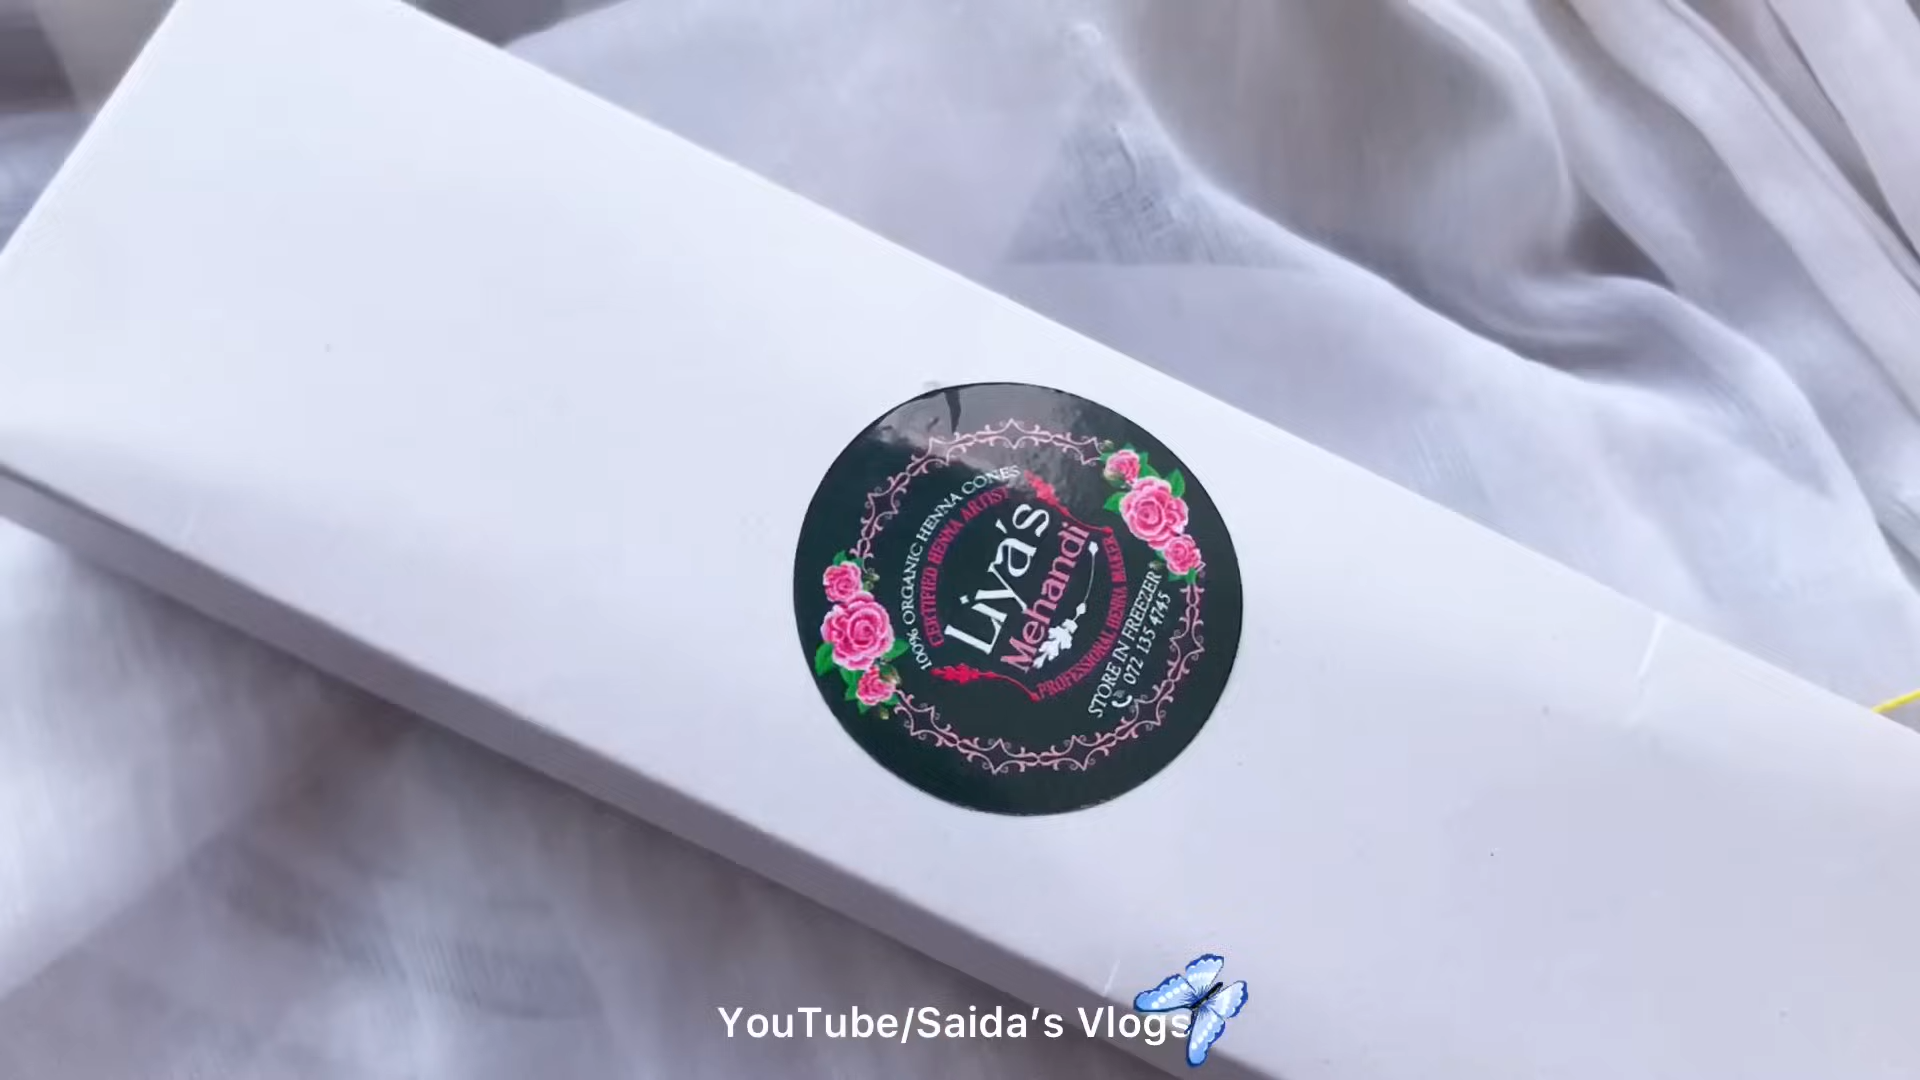 100% ORGANIC HENNA CONES
CERTIFIED HENNA ARTIST
Liya's
Mehandi
PROFESSIONAL HENNA MAKER
STORE IN FREEZER
072 135 4745
YouTube/Saida’s Vlogs